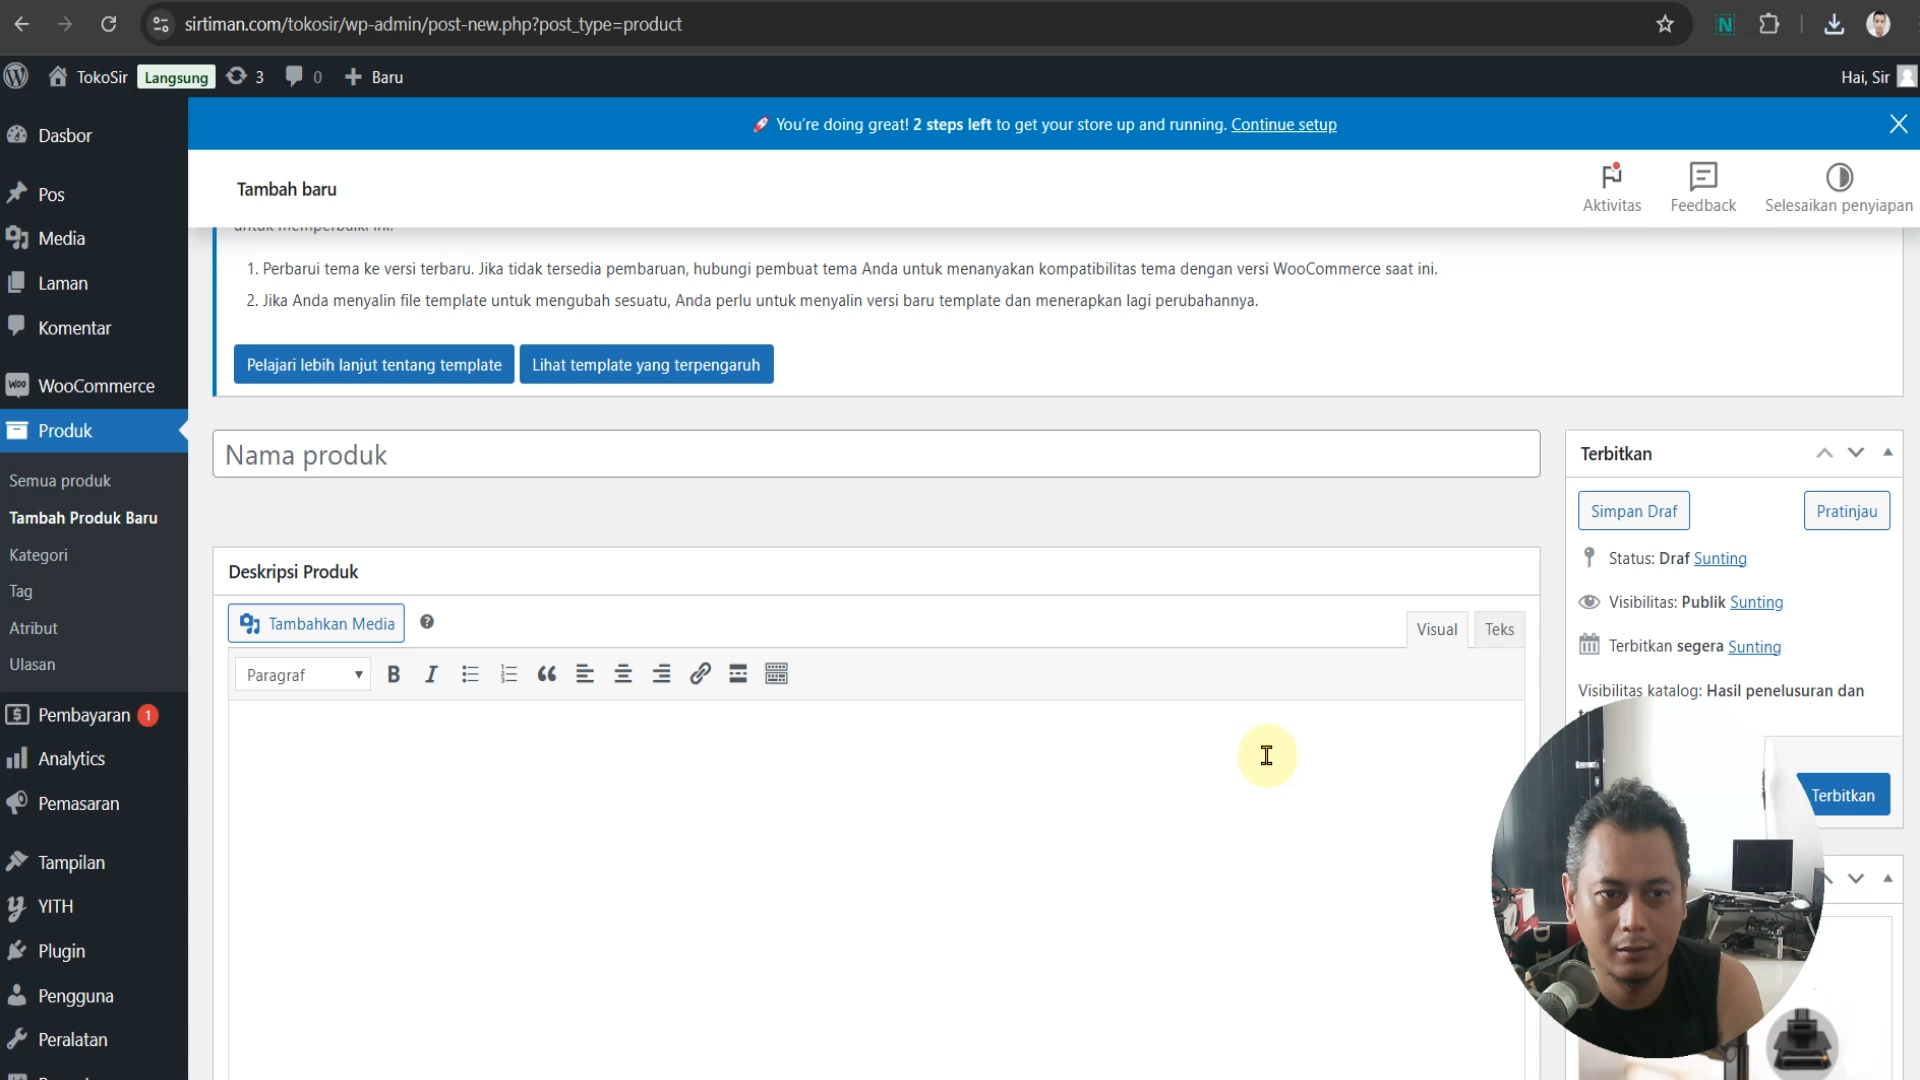 sirtiman.com/tokosir/wp-admin/post-new.php?post_type=product
N
TokoSir
Langsung
3
0
Baru
Hai, Sir
🚀 You're doing great! 2 steps left to get your store up and running. Continue setup
Tambah baru
Aktivitas
Feedback
Selesaikan penyiapan
Dasbor
Pos
Media
Laman
Komentar
Woo
WooCommerce
Produk
Semua produk
Tambah Produk Baru
Kategori
Tag
Atribut
Ulasan
Pembayaran 1
Analytics
Pemasaran
Tampilan
YITH
Plugin
Pengguna
Peralatan
untuk memperbaiki ini.
1. Perbarui tema ke versi terbaru. Jika tidak tersedia pembaruan, hubungi pembuat tema Anda untuk menanyakan kompatibilitas tema dengan versi WooCommerce saat ini.
2. Jika Anda menyalin file template untuk mengubah sesuatu, Anda perlu untuk menyalin versi baru template dan menerapkan lagi perubahannya.
Pelajari lebih lanjut tentang template
Lihat template yang terpengaruh
Nama produk
Deskripsi Produk
Tambahkan Media
Visual
Teks
Paragraf
B
I
Terbitkan
Simpan Draf
Pratinjau
Status: Draf Sunting
Visibilitas: Publik Sunting
Terbitkan segera Sunting
Visibilitas katalog: Hasil penelusuran dan
Terbitkan